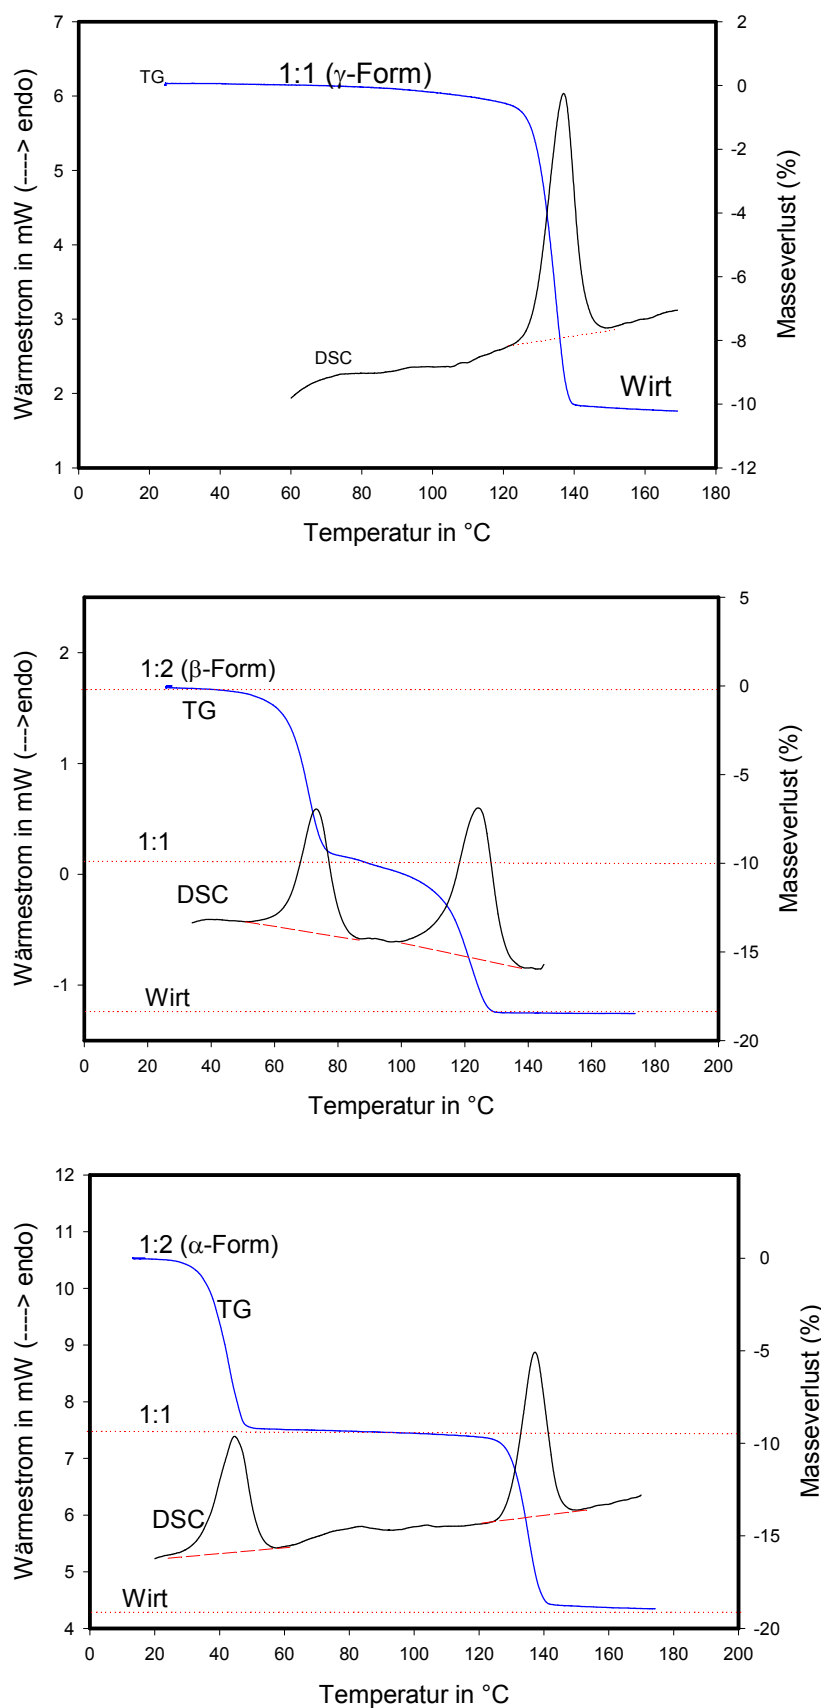 7
6
5
4
3
2
1
Wärmestrom in mW (----> endo)
TG
1:1 (γ-Form)
DSC
Wirt
2
0
-2
-4
-6
-8
-10
-12
Masseverlust (%)
0 20 40 60 80 100 120 140 160 180
Temperatur in °C
2
1
0
-1
Wärmestrom in mW (--->endo)
1:2 (β-Form)
TG
1:1
DSC
Wirt
5
0
-5
-10
-15
-20
Masseverlust (%)
0 20 40 60 80 100 120 140 160 180 200
Temperatur in °C
12
11
10
9
8
7
6
5
4
Wärmestrom in mW (----> endo)
1:2 (α-Form)
TG
1:1
DSC
Wirt
0
-5
-10
-15
-20
Masseverlust (%)
0 20 40 60 80 100 120 140 160 180 200
Temperatur in °C